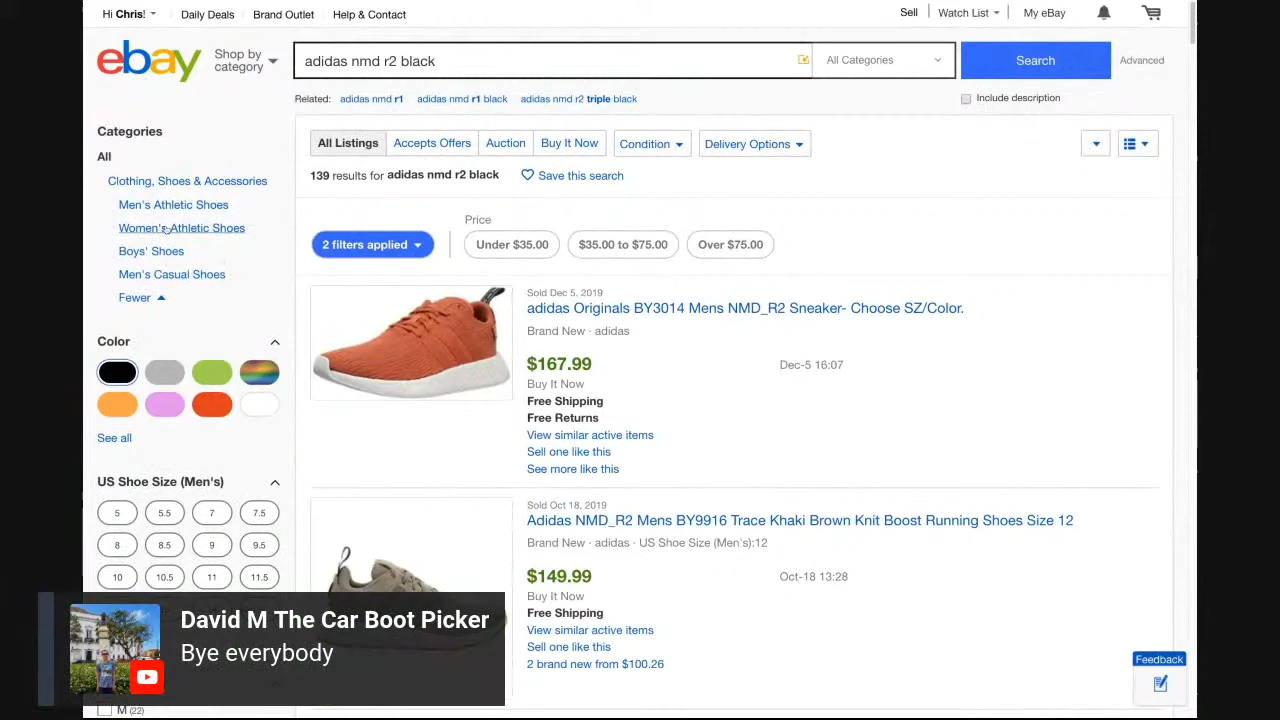 Hi Chris!
Daily Deals
Brand Outlet
Help & Contact
Sell
Watch List
My eBay
ebay
Shop by
category
adidas nmd r2 black
All Categories
Search
Advanced
Related: adidas nmd r1 adidas nmd r1 black adidas nmd r2 triple black
Include description
Categories
All
Clothing, Shoes & Accessories
Men's Athletic Shoes
Women's Athletic Shoes
Boys' Shoes
Men's Casual Shoes
Fewer
Color
See all
US Shoe Size (Men's)
5 5.5 7 7.5
8 8.5 9 9.5
10 10.5 11 11.5
M (22)
All Listings
Accepts Offers
Auction
Buy It Now
Condition
Delivery Options
139 results for adidas nmd r2 black
Save this search
2 filters applied
Price
Under $35.00
$35.00 to $75.00
Over $75.00
Sold Dec 5, 2019
adidas Originals BY3014 Mens NMD_R2 Sneaker- Choose SZ/Color.
Brand New · adidas
$167.99
Dec-5 16:07
Buy It Now
Free Shipping
Free Returns
View similar active items
Sell one like this
See more like this
Sold Oct 18, 2019
Adidas NMD_R2 Mens BY9916 Trace Khaki Brown Knit Boost Running Shoes Size 12
Brand New · adidas · US Shoe Size (Men's):12
$149.99
Oct-18 13:28
Buy It Now
Free Shipping
View similar active items
Sell one like this
2 brand new from $100.26
Feedback
David M The Car Boot Picker
Bye everybody